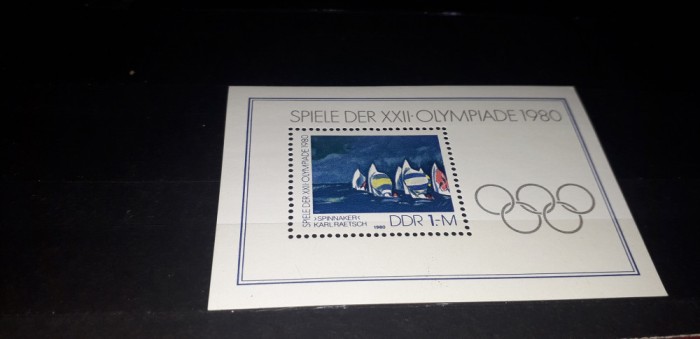 SPIELE DER XXII. OLYMPIADE 1980
SPIELE DER XXII. OLYMPIADE 1980
›SPINNAKER‹
KARL RAETSCH
1980
DDR 1,-M